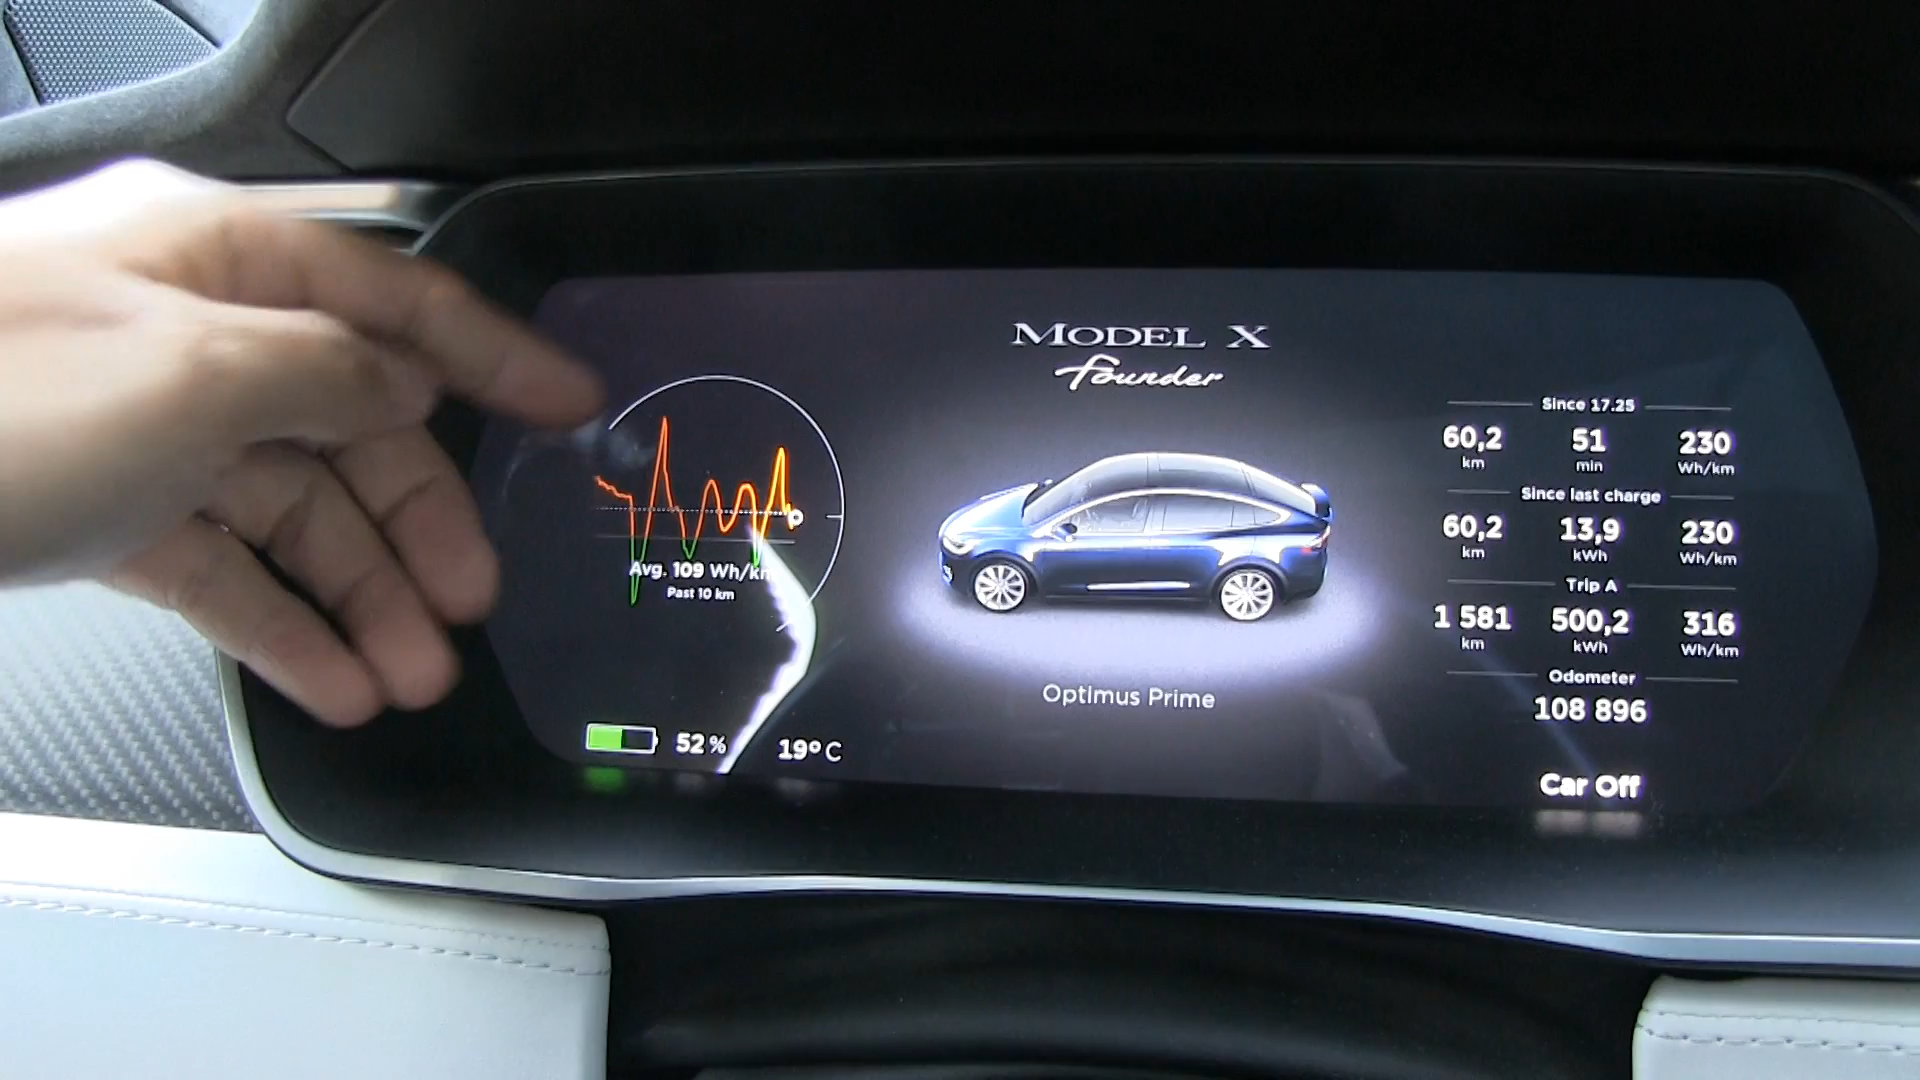 MODEL X
Founder
Avg. 109 Wh/km
Past 10 km
52 %
19° C
Optimus Prime
Since 17.25
60,2 51 230
km min Wh/km
Since last charge
60,2 13,9 230
km kWh Wh/km
Trip A
1 581 500,2 316
km kWh Wh/km
Odometer
108 896
Car Off